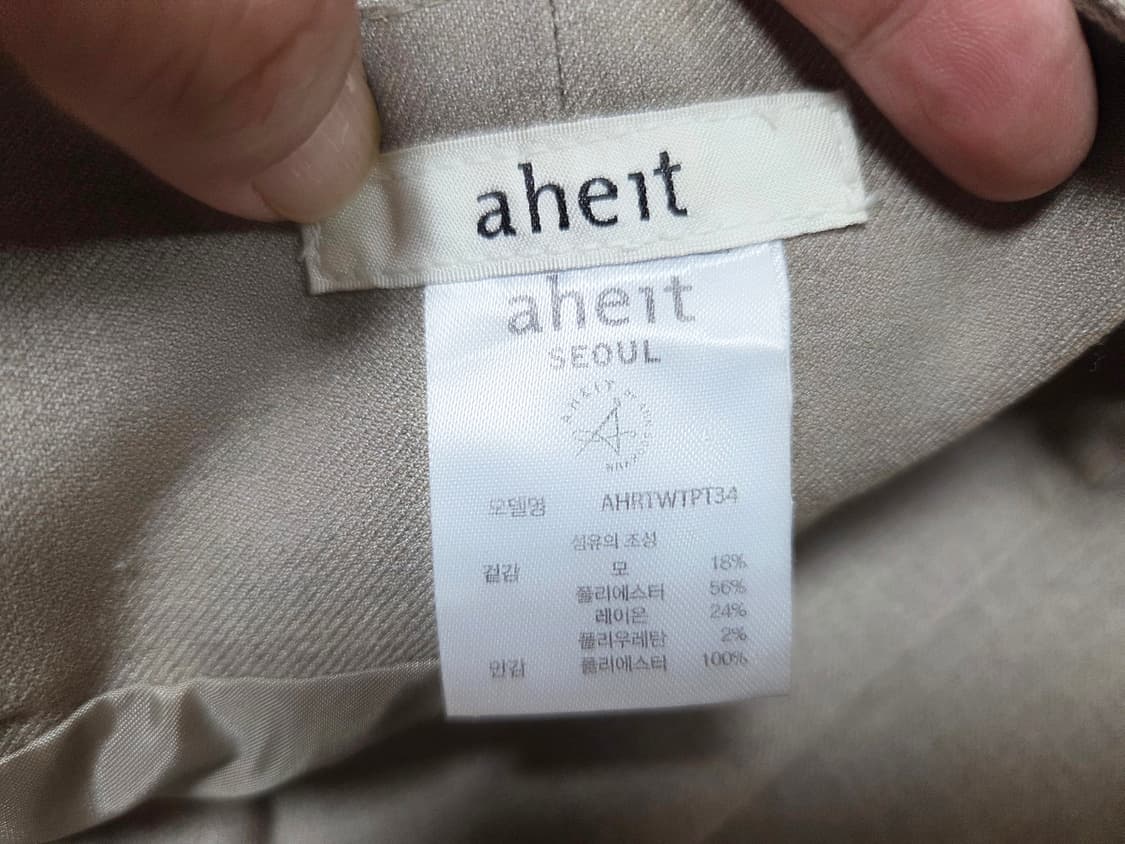 aheit
aheit
SEOUL
AHEIT
모델명 AHRTWTPT34
섬유의 조성
겉감 모 18%
폴리에스터 56%
레이온 24%
폴리우레탄 2%
안감 폴리에스터 100%